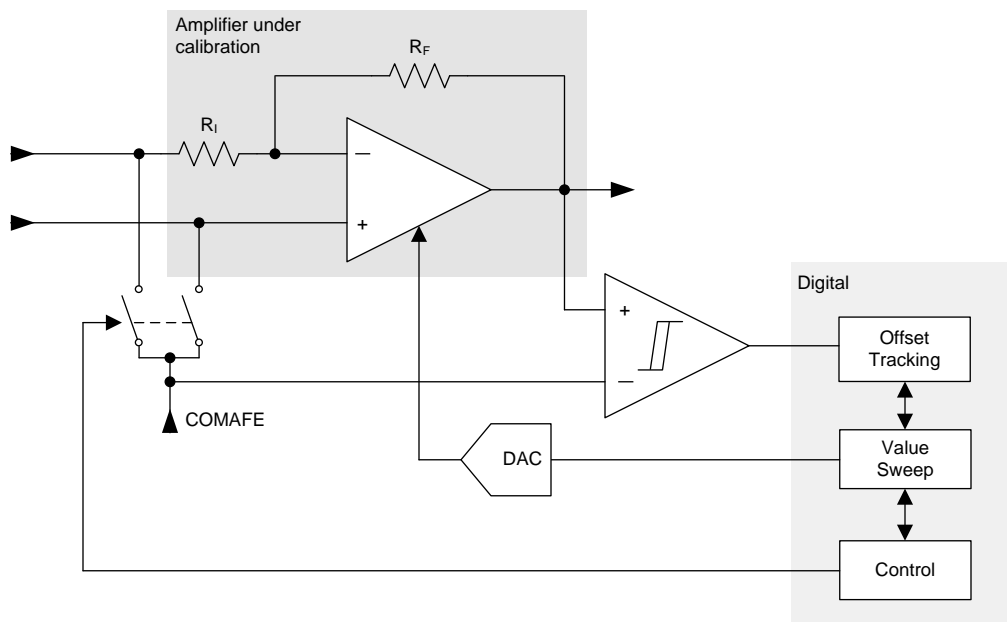 Amplifier under
calibration
RF
RI
−
+
Digital
+
−
Offset
Tracking
COMAFE
DAC
Value
Sweep
Control